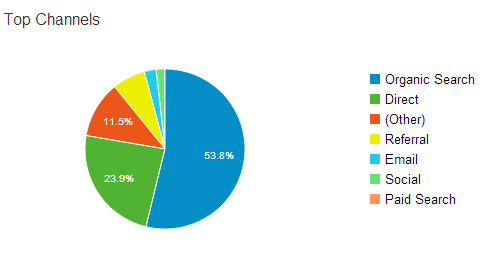 Top Channels
53.8%
23.9%
11.5%
Organic Search
Direct
(Other)
Referral
Email
Social
Paid Search